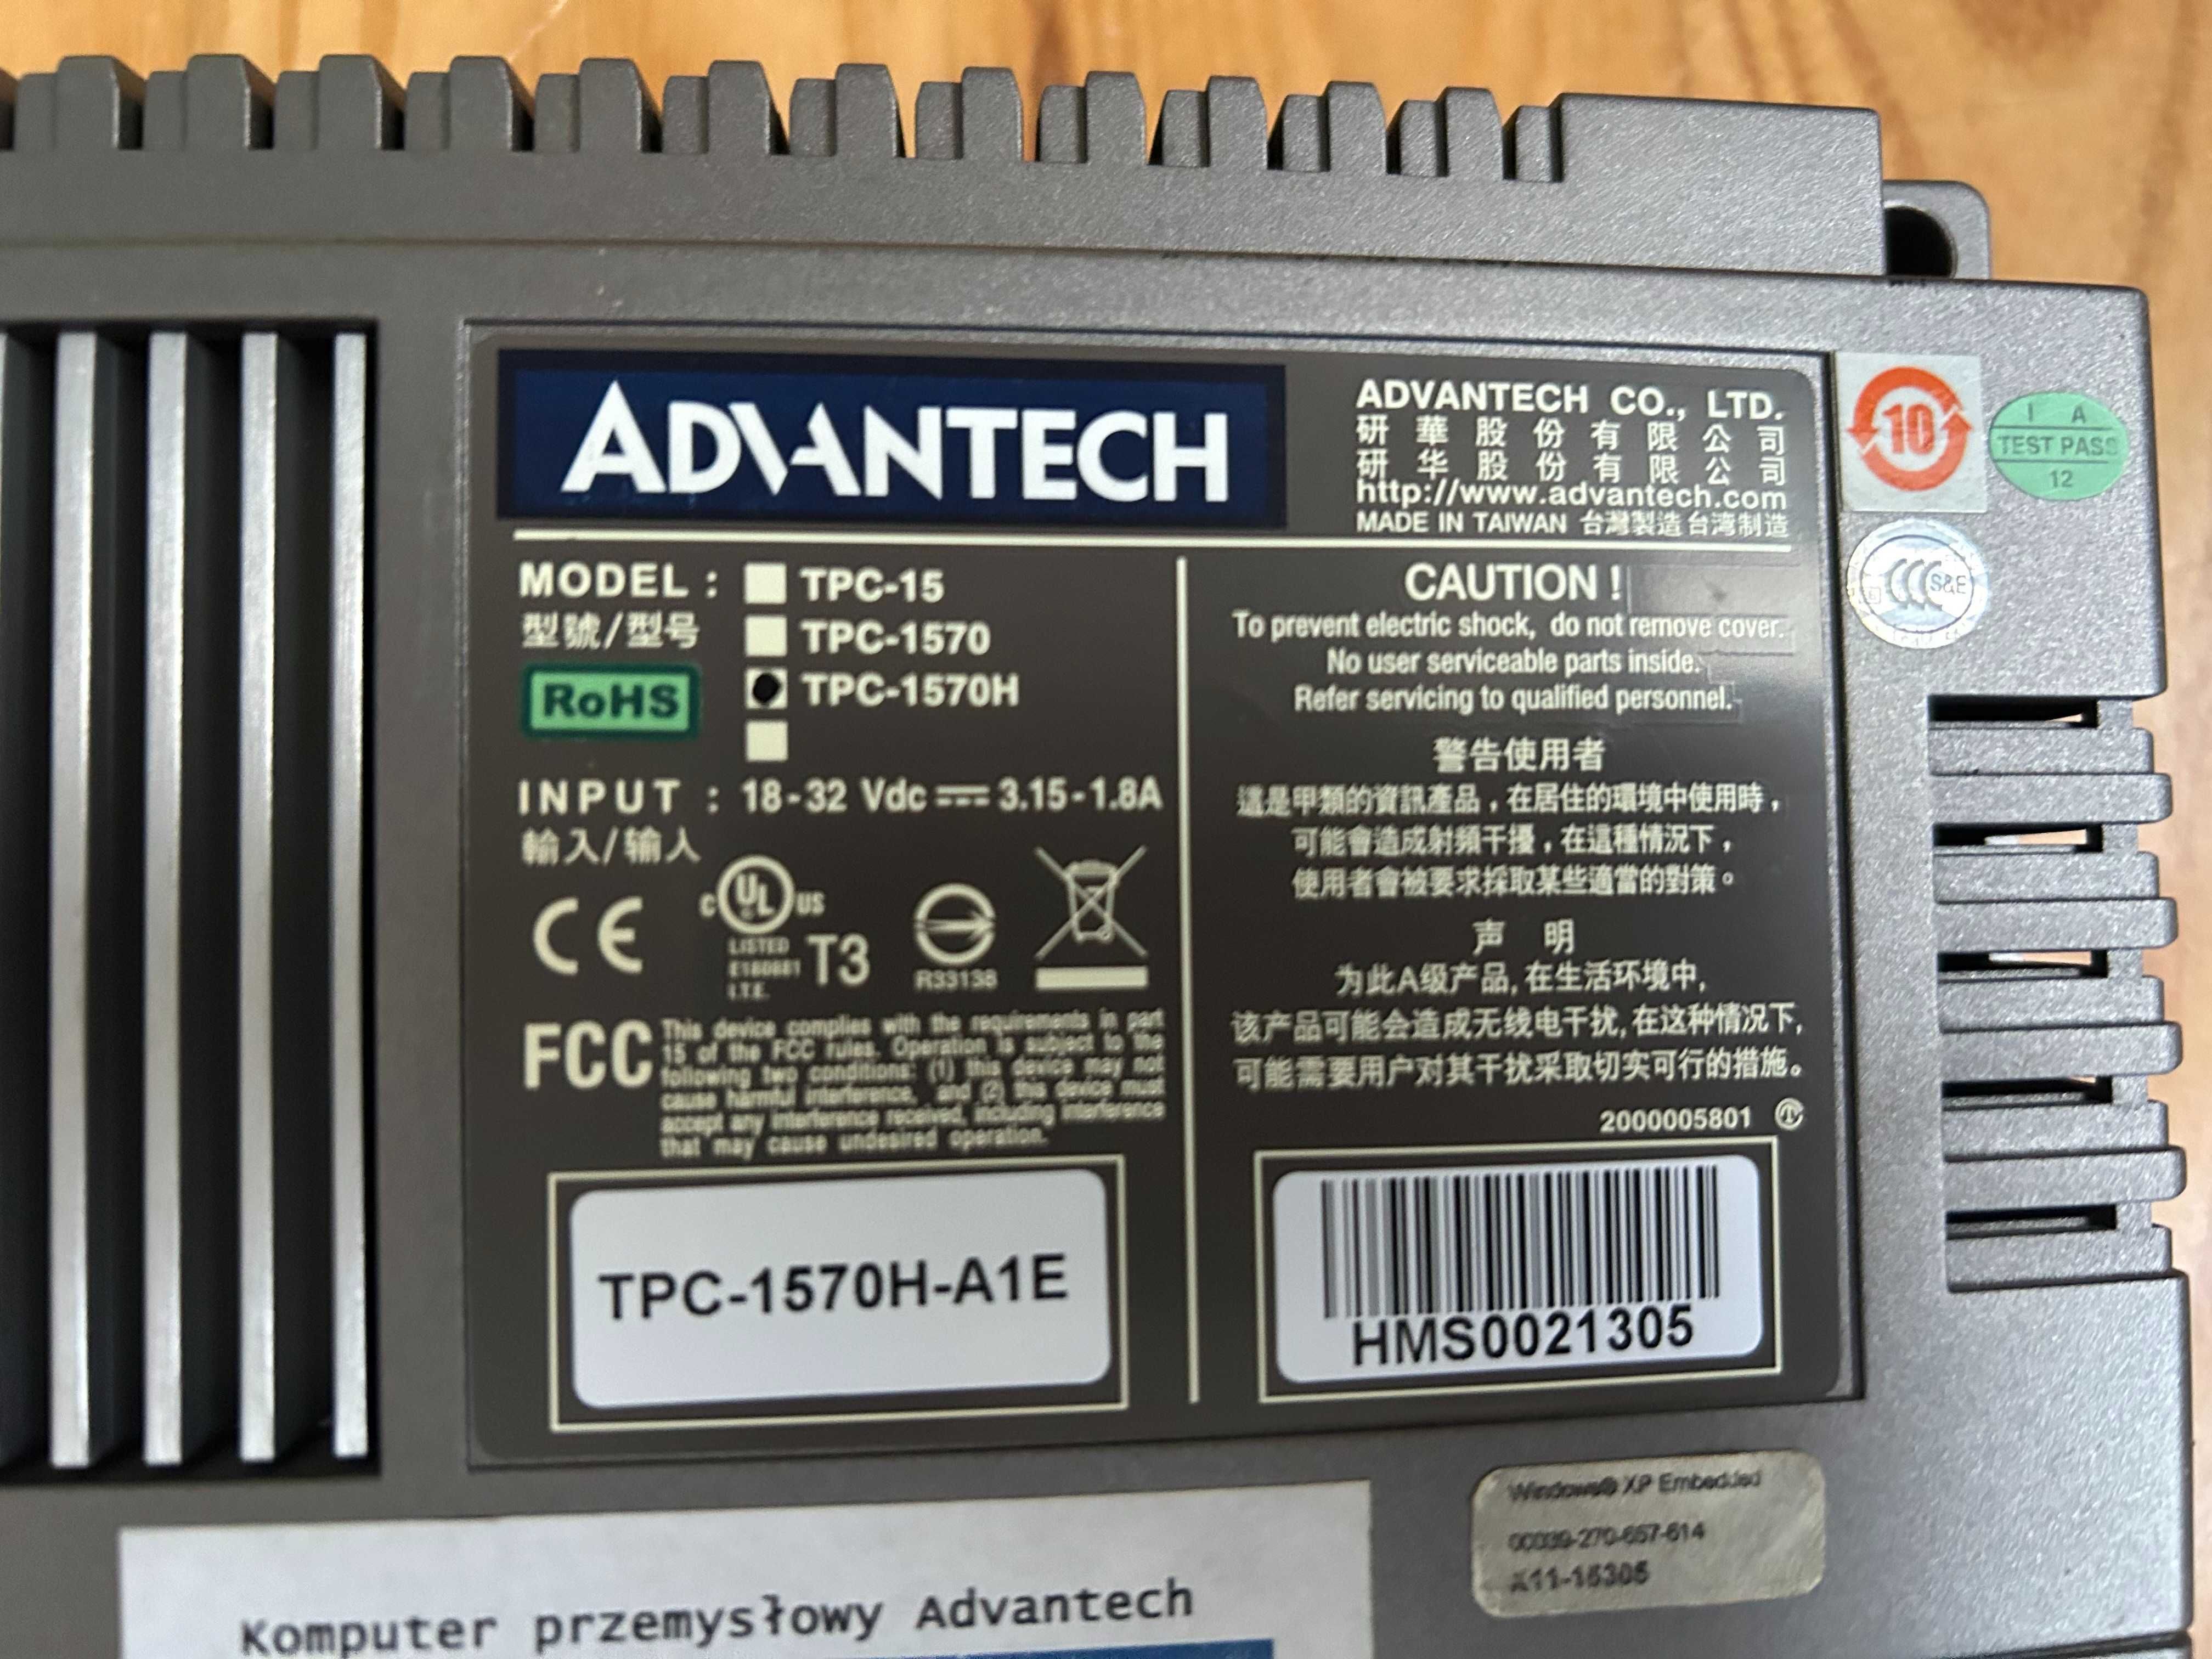 ADVANTECH
ADVANTECH CO., LTD.
研華股份有限公司
研华股份有限公司
http://www.advantech.com
MADE IN TAIWAN 台灣製造 台湾制造
10
I A
TEST PASS
12
CCC S&E
MODEL : TPC-15
型號/型号 TPC-1570
RoHS TPC-1570H
INPUT : 18-32 Vdc 3.15-1.8A
輸入/输入
CE
c UL us
LISTED
E180881
I.T.E.
T3
R33138
FCC This device complies with the requirements in part
15 of the FCC rules. Operation is subject to the
following two conditions: (1) this device may not
cause harmful interference, and (2) this device must
accept any interference received, including interference
that may cause undesired operation.
TPC-1570H-A1E
CAUTION !
To prevent electric shock, do not remove cover.
No user serviceable parts inside.
Refer servicing to qualified personnel.
警告使用者
這是甲類的資訊產品，在居住的環境中使用時，
可能會造成射頻干擾，在這種情況下，
使用者會被要求採取某些適當的對策。
声 明
为此A级产品,在生活环境中,
该产品可能会造成无线电干扰,在这种情况下,
可能需要用户对其干扰采取切实可行的措施。
2000005801
HMS0021305
Windows® XP Embedded
00039-270-657-614
X11-15305
Komputer przemysłowy Advantech